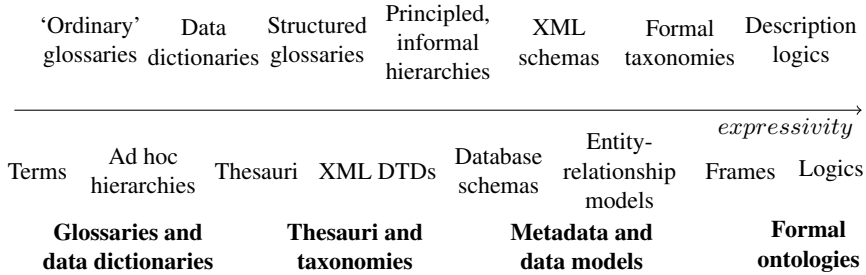 ‘Ordinary’ glossaries
Data dictionaries
Structured glossaries
Principled, informal hierarchies
XML schemas
Formal taxonomies
Description logics
expressivity
Terms
Ad hoc hierarchies
Thesauri
XML DTDs
Database schemas
Entity-relationship models
Frames
Logics
Glossaries and data dictionaries
Thesauri and taxonomies
Metadata and data models
Formal ontologies